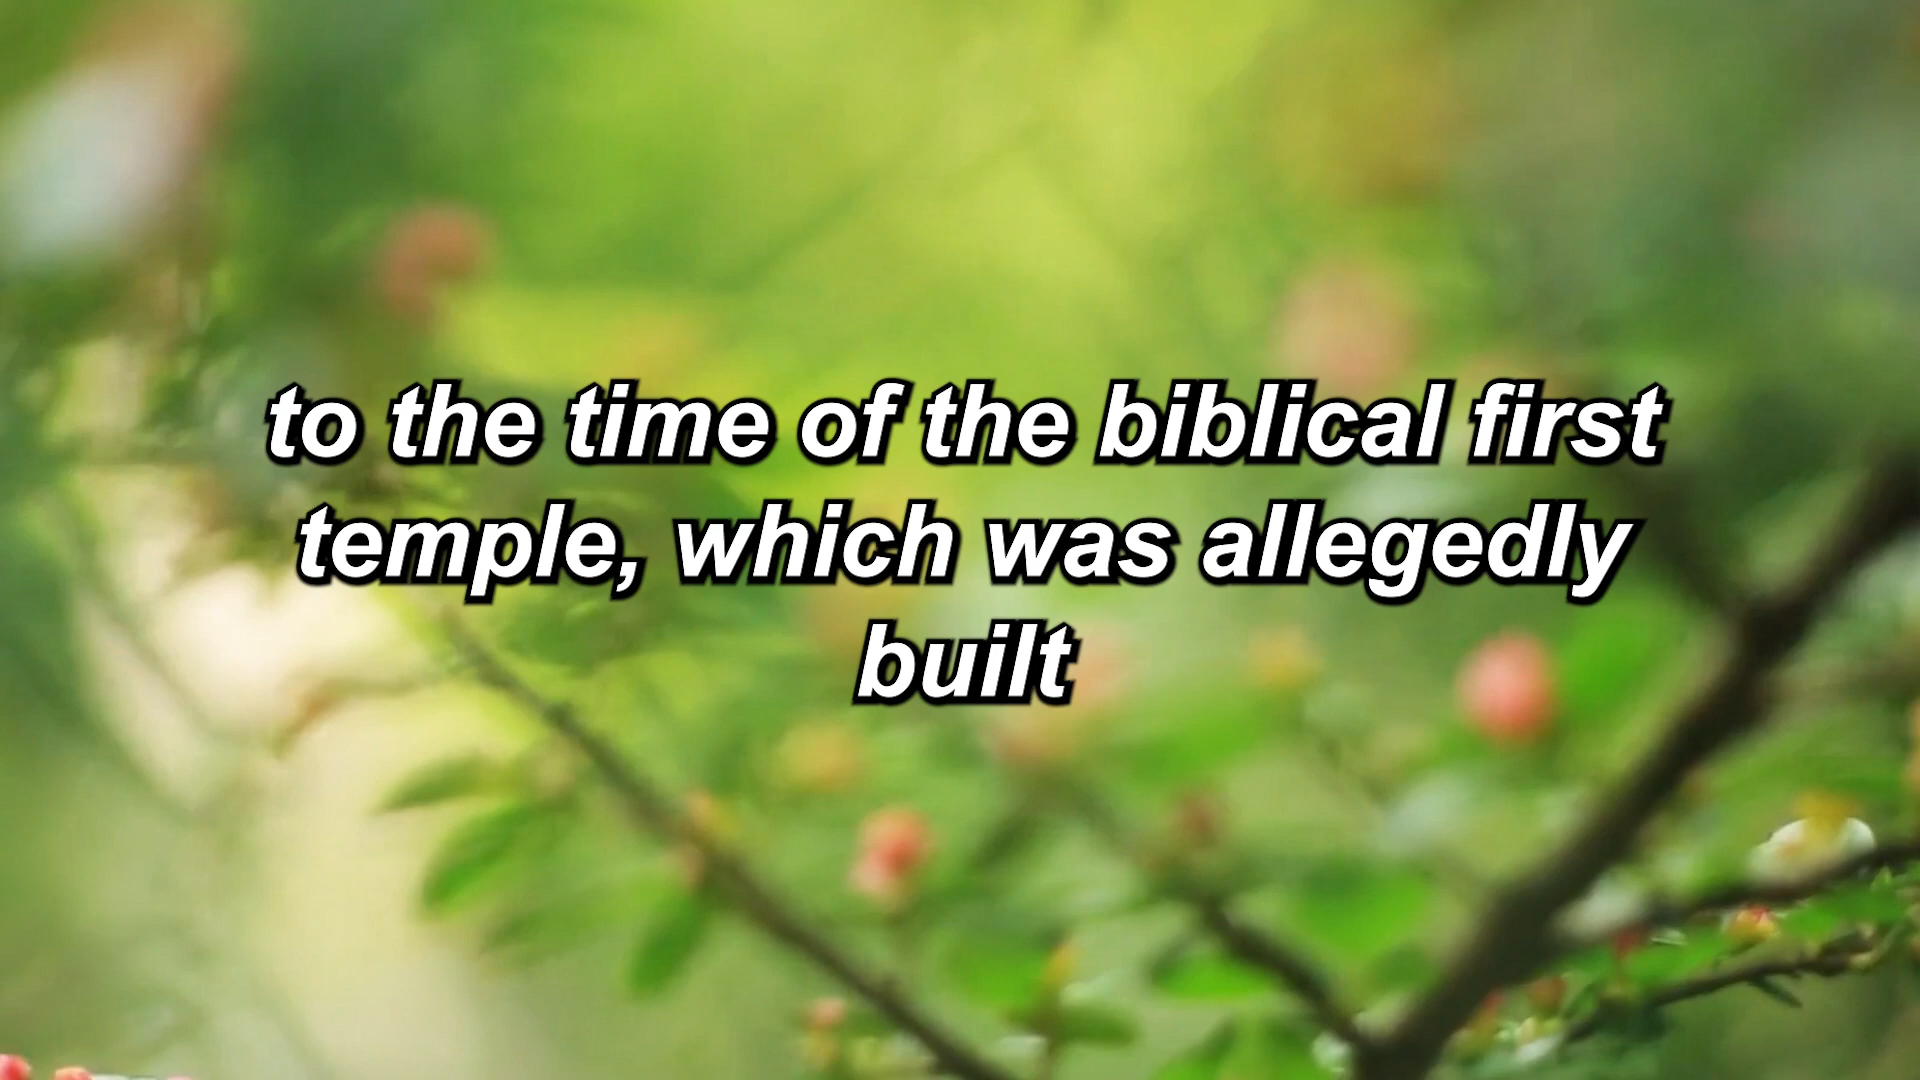 to the time of the biblical first
temple, which was allegedly
built